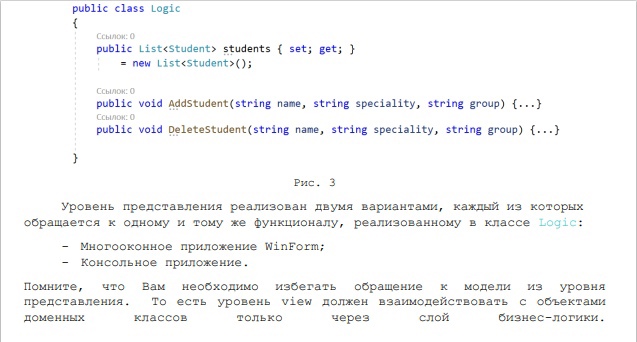 public class Logic
{
Ссылок: 0
public List<Student> students { set; get; }
= new List<Student>();
Ссылок: 0
public void AddStudent(string name, string speciality, string group) {...}
Ссылок: 0
public void DeleteStudent(string name, string speciality, string group) {...}
}
Рис. 3
Уровень представления реализован двумя вариантами, каждый из которых
обращается к одному и тому же функционалу, реализованному в классе Logic:
– Многооконное приложение WinForm;
– Консольное приложение.
Помните, что Вам необходимо избегать обращение к модели из уровня
представления. То есть уровень view должен взаимодействовать с объектами
доменных классов только через слой бизнес-логики.